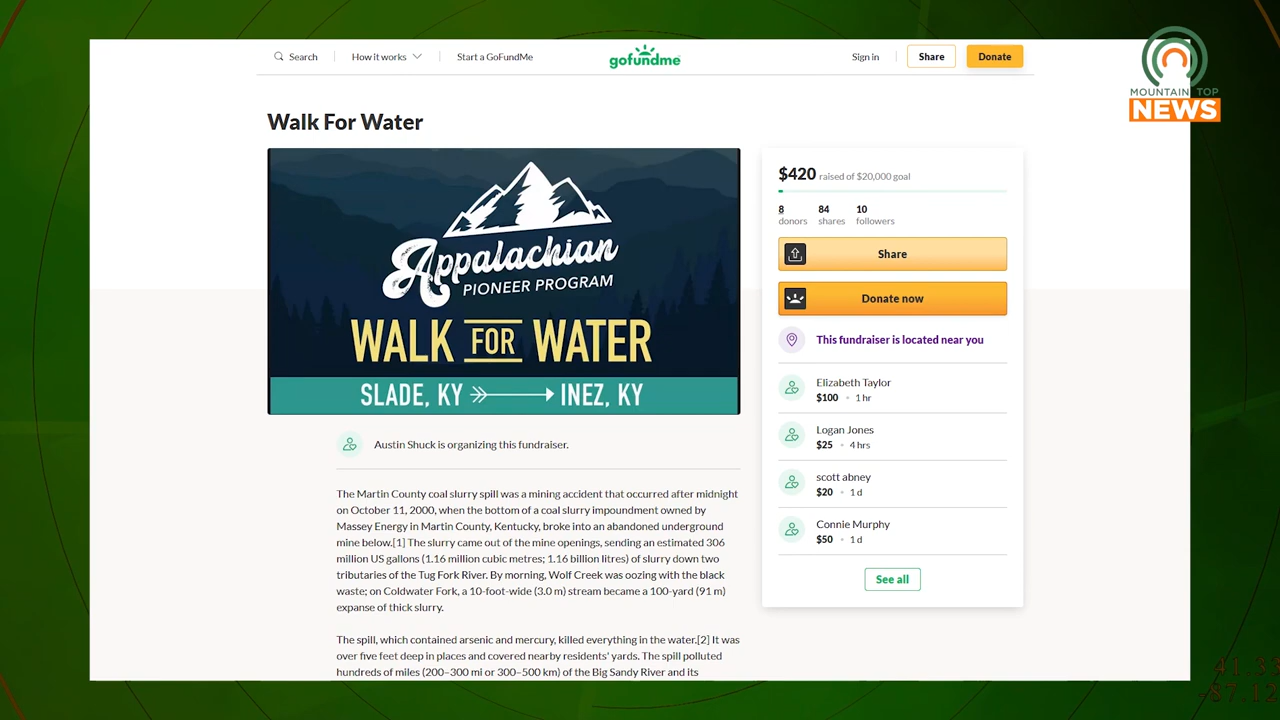 Search
How it works
Start a GoFundMe
gofundme
Sign in
Share
Donate
MOUNTAIN TOP
NEWS
Walk For Water
Appalachian
PIONEER PROGRAM
WALK FOR WATER
SLADE, KY INEZ, KY
Austin Shuck is organizing this fundraiser.
The Martin County coal slurry spill was a mining accident that occurred after midnight
on October 11, 2000, when the bottom of a coal slurry impoundment owned by
Massey Energy in Martin County, Kentucky, broke into an abandoned underground
mine below.[1] The slurry came out of the mine openings, sending an estimated 306
million US gallons (1.16 million cubic metres; 1.16 billion litres) of slurry down two
tributaries of the Tug Fork River. By morning, Wolf Creek was oozing with the black
waste; on Coldwater Fork, a 10-foot-wide (3.0 m) stream became a 100-yard (91 m)
expanse of thick slurry.
The spill, which contained arsenic and mercury, killed everything in the water.[2] It was
over five feet deep in places and covered nearby residents' yards. The spill polluted
hundreds of miles (200–300 mi or 300–500 km) of the Big Sandy River and its
$420 raised of $20,000 goal
8 84 10
donors shares followers
Share
Donate now
This fundraiser is located near you
Elizabeth Taylor
$100 • 1 hr
Logan Jones
$25 • 4 hrs
scott abney
$20 • 1 d
Connie Murphy
$50 • 1 d
See all
41.33
-87.12